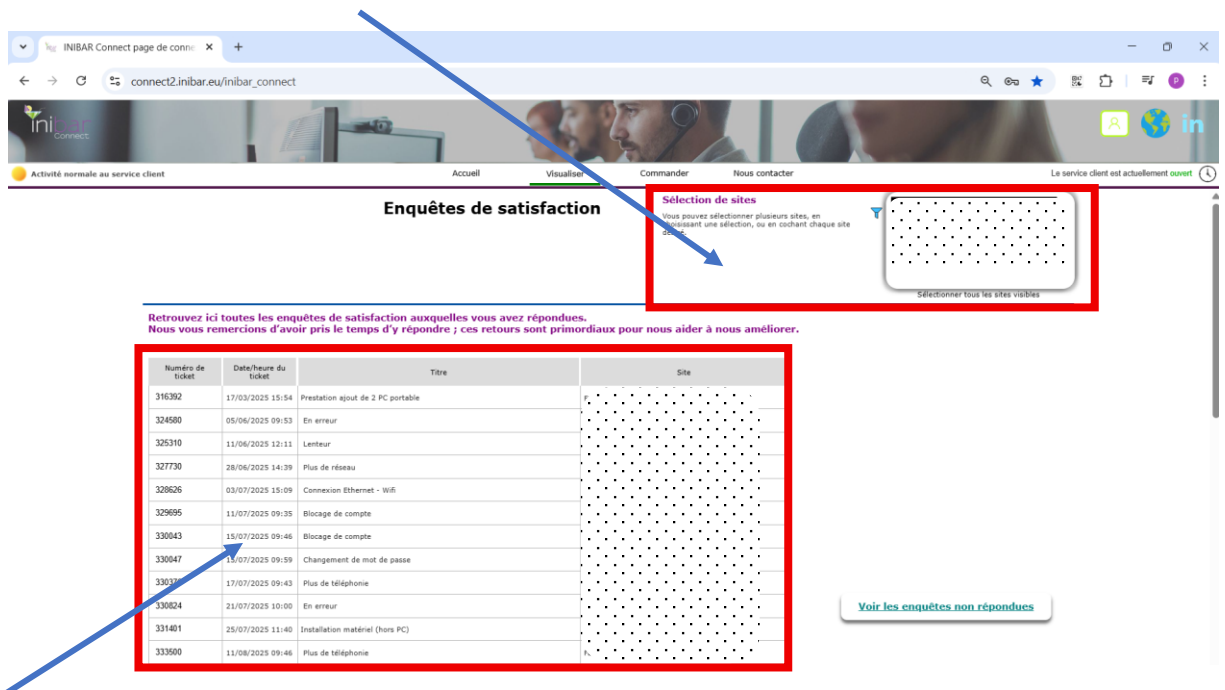 INIBAR Connect page de conne
connect2.inibar.eu/inibar_connect
P
inibar
Connect.
in
Activité normale au service client
Accueil
Visualiser
Commander
Nous contacter
Le service client est actuellement ouvert
Enquêtes de satisfaction
Sélection de sites
Vous pouvez sélectionner plusieurs sites, en
choisissant une sélection, ou en cochant chaque site
Sélectionner tous les sites visibles
Retrouvez ici toutes les enquêtes de satisfaction auxquelles vous avez répondues.
Nous vous remercions d'avoir pris le temps d'y répondre ; ces retours sont primordiaux pour nous aider à nous améliorer.
Numéro de ticket Date/heure du ticket Titre Site
316392 17/03/2025 15:54 Prestation ajout de 2 PC portable
324580 05/06/2025 09:53 En erreur
325310 11/06/2025 12:11 Lenteur
327730 28/06/2025 14:39 Plus de réseau
328626 03/07/2025 15:09 Connexion Ethernet - Wifi
329695 11/07/2025 09:35 Blocage de compte
330043 15/07/2025 09:46 Blocage de compte
330047 15/07/2025 09:59 Changement de mot de passe
17/07/2025 09:43 Plus de téléphonie
330824 21/07/2025 10:00 En erreur
331401 25/07/2025 11:40 Installation matériel (hors PC)
333500 11/08/2025 09:46 Plus de téléphonie
Voir les enquêtes non répondues